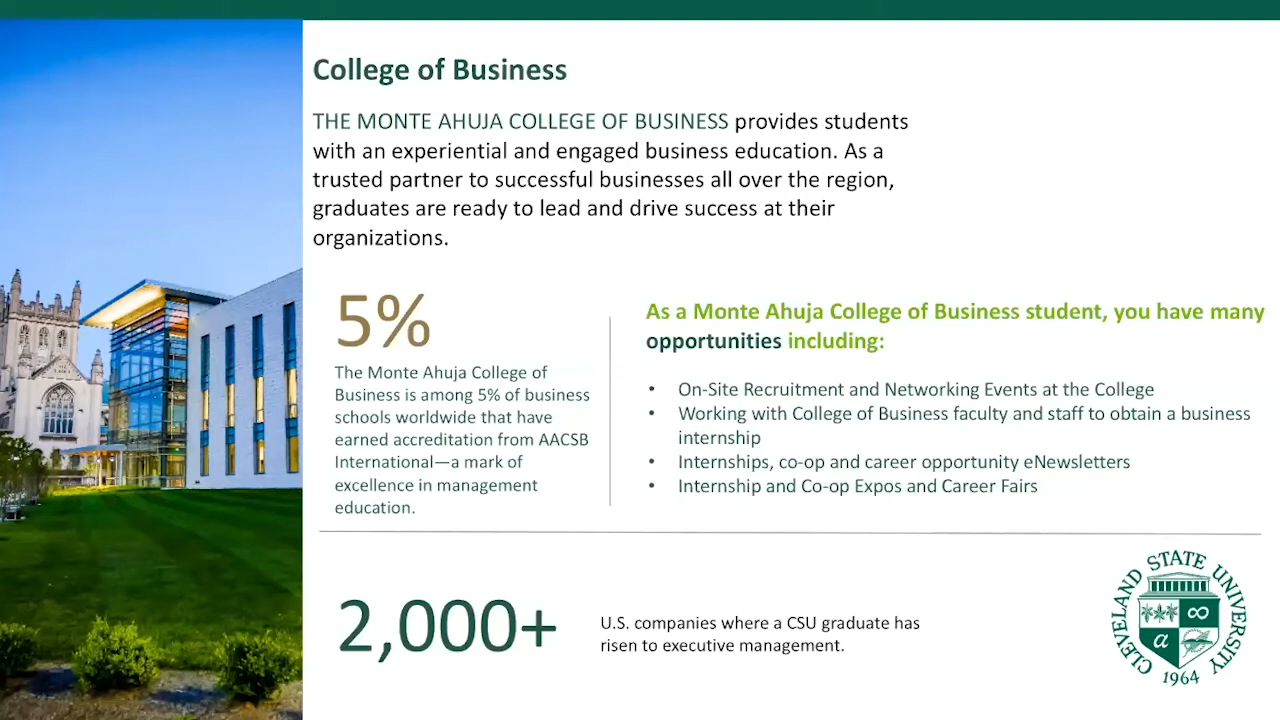 College of Business
THE MONTE AHUJA COLLEGE OF BUSINESS provides students
with an experiential and engaged business education. As a
trusted partner to successful businesses all over the region,
graduates are ready to lead and drive success at their
organizations.
5%
The Monte Ahuja College of
Business is among 5% of business
schools worldwide that have
earned accreditation from AACSB
International—a mark of
excellence in management
education.
As a Monte Ahuja College of Business student, you have many
opportunities including:
• On-Site Recruitment and Networking Events at the College
• Working with College of Business faculty and staff to obtain a business
internship
• Internships, co-op and career opportunity eNewsletters
• Internship and Co-op Expos and Career Fairs
2,000+
U.S. companies where a CSU graduate has
risen to executive management.
CLEVELAND STATE UNIVERSITY
∞
α
1964